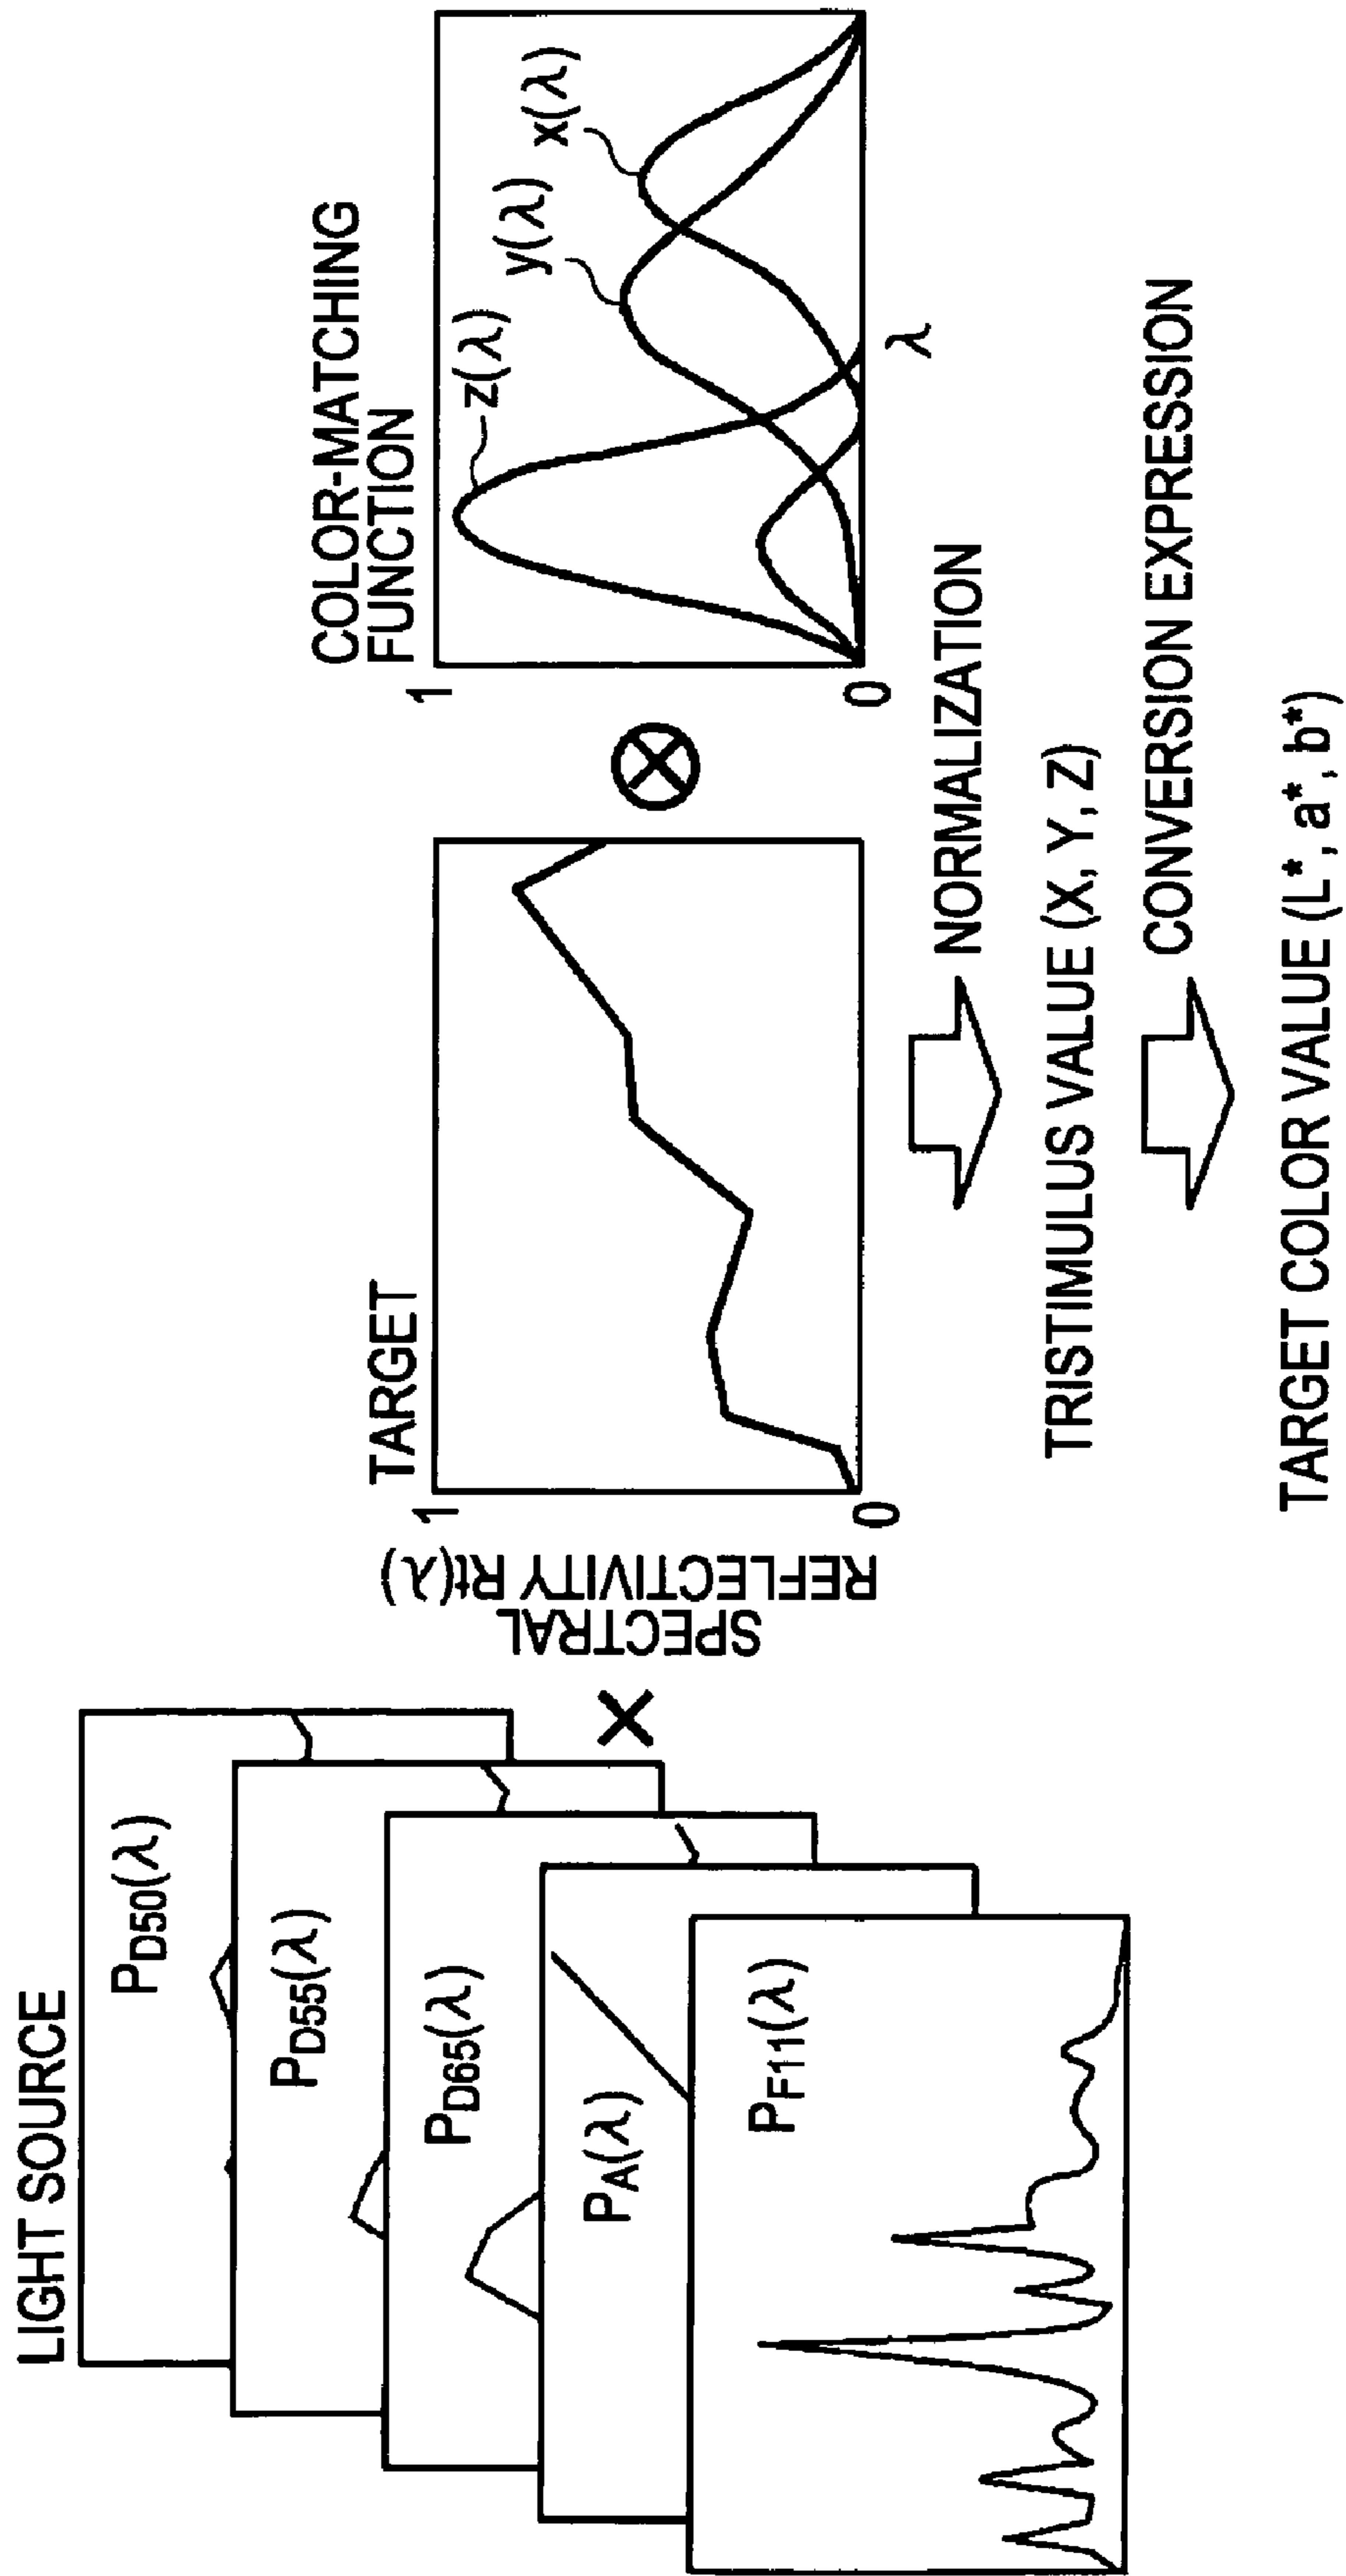 LIGHT SOURCE
PD50(λ)
PD55(λ)
PD65(λ)
PA(λ)
PF11(λ)
×
SPECTRAL
REFLECTIVITY Rt(λ)
TARGET
1
0
⊗
COLOR-MATCHING
FUNCTION
1
0
z(λ)
y(λ)
x(λ)
λ
NORMALIZATION
TRISTIMULUS VALUE (X, Y, Z)
CONVERSION EXPRESSION
TARGET COLOR VALUE (L*, a*, b*)